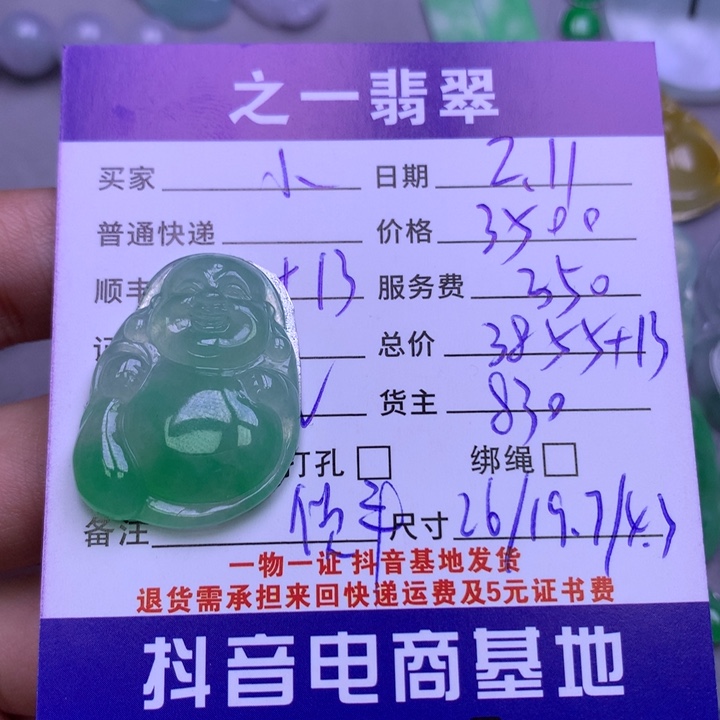 之一翡翠
买家 小 日期 2.11
普通快递 价格 3500
顺丰 +13 服务费 350
总价 3855+13
√ 货主 830
打孔 绑绳
备注 尺寸 26/19.7/4.3
一物一证 抖音基地发货
退货需承担来回快递运费及5元证书费
抖音电商基地